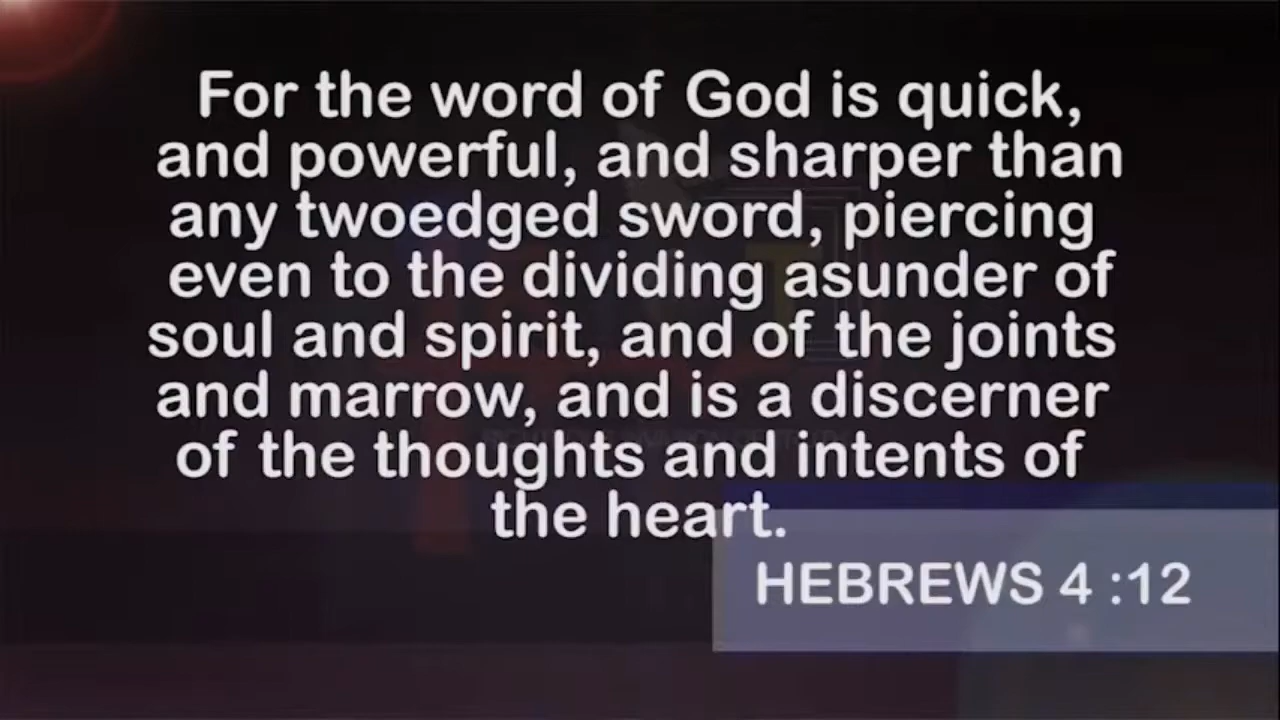 For the word of God is quick,
and powerful, and sharper than
any twoedged sword, piercing
even to the dividing asunder of
soul and spirit, and of the joints
and marrow, and is a discerner
of the thoughts and intents of
the heart.
HEBREWS 4 :12